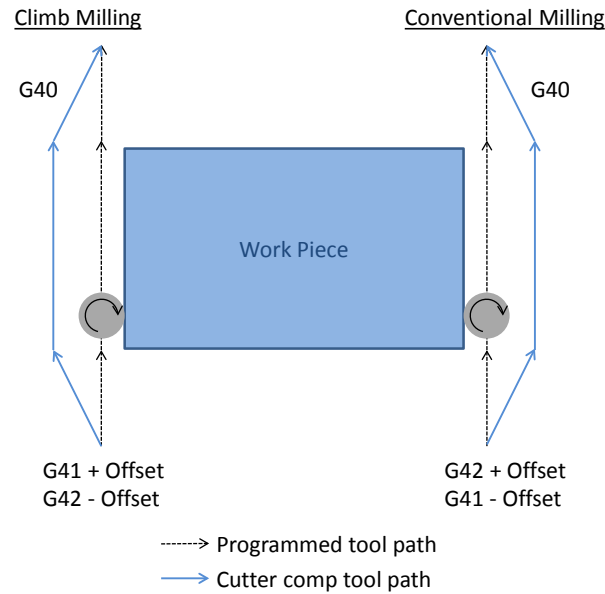 Climb Milling
Conventional Milling
G40
G40
Work Piece
G41 + Offset
G42 - Offset
G42 + Offset
G41 - Offset
Programmed tool path
Cutter comp tool path